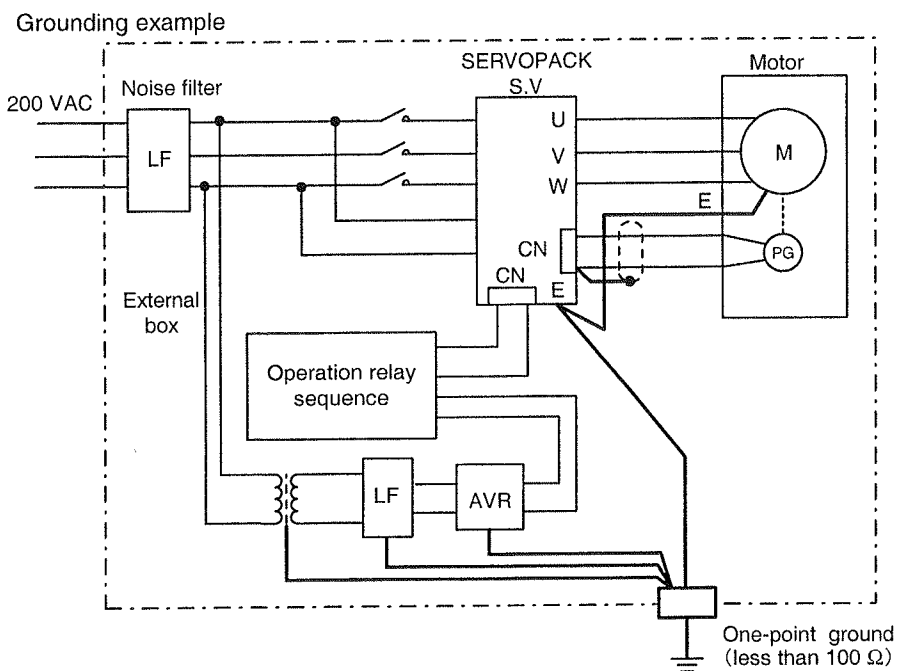 Grounding example
SERVOPACK
S.V
Motor
Noise filter
200 VAC
LF
U
V
W
M
E
CN
PG
CN
E
External
box
Operation relay
sequence
LF
AVR
One-point ground
(less than 100 Ω)